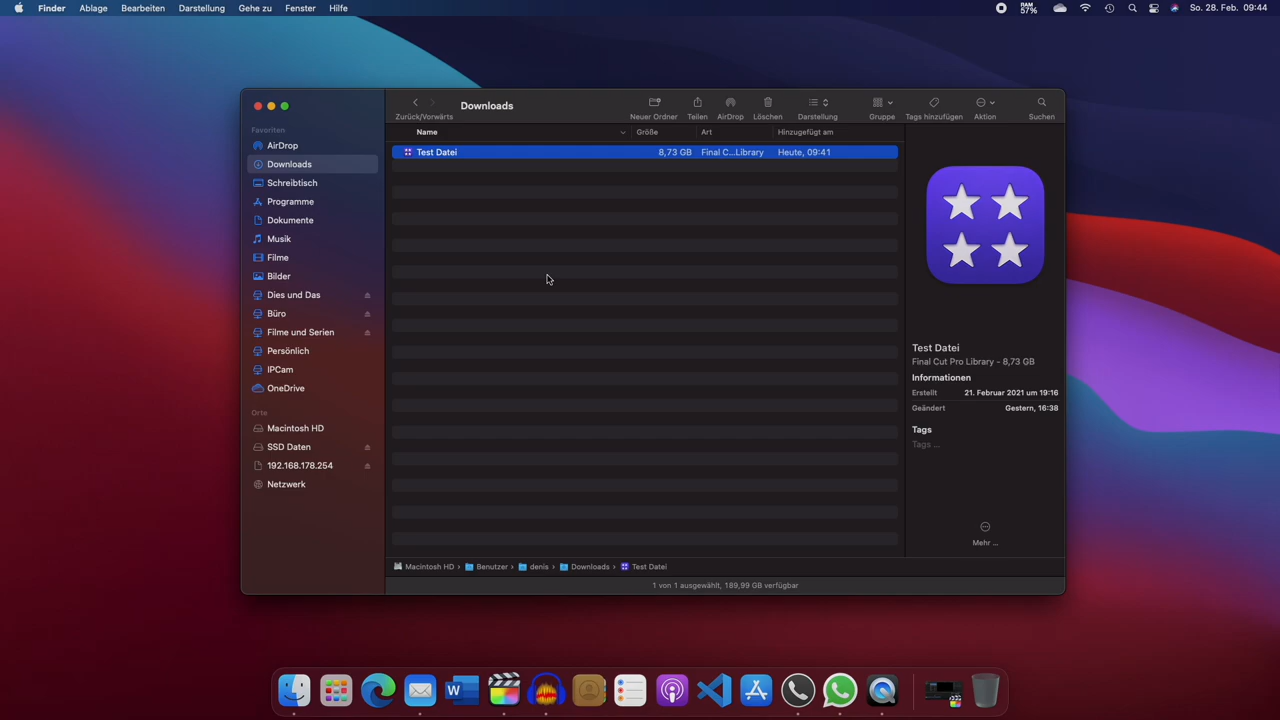 Finder Ablage Bearbeiten Darstellung Gehe zu Fenster Hilfe RAM 57% So. 28. Feb. 09:44
Downloads
Zurück/Vorwärts Neuer Ordner Teilen AirDrop Löschen Darstellung Gruppe Tags hinzufügen Aktion Suchen
Name Größe Art Hinzugefügt am
Test Datei 8,73 GB Final C...Library Heute, 09:41
Favoriten
AirDrop
Downloads
Schreibtisch
Programme
Dokumente
Musik
Filme
Bilder
Dies und Das
Büro
Filme und Serien
Persönlich
IPCam
OneDrive
Orte
Macintosh HD
SSD Daten
192.168.178.254
Netzwerk
Test Datei
Final Cut Pro Library - 8,73 GB
Informationen
Erstellt 21. Februar 2021 um 19:16
Geändert Gestern, 16:38
Tags
Tags ...
Mehr ...
Macintosh HD › Benutzer › denis › Downloads › Test Datei
1 von 1 ausgewählt, 189,99 GB verfügbar
W